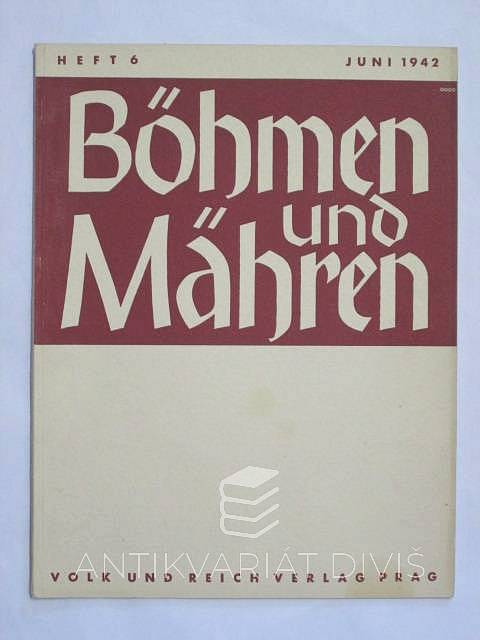 HEFT 6 JUNI 1942
Böhmen
und
Mähren
ANTIKVARIÁT DIVIŠ
VOLK UND REICH VERLAG PRAG